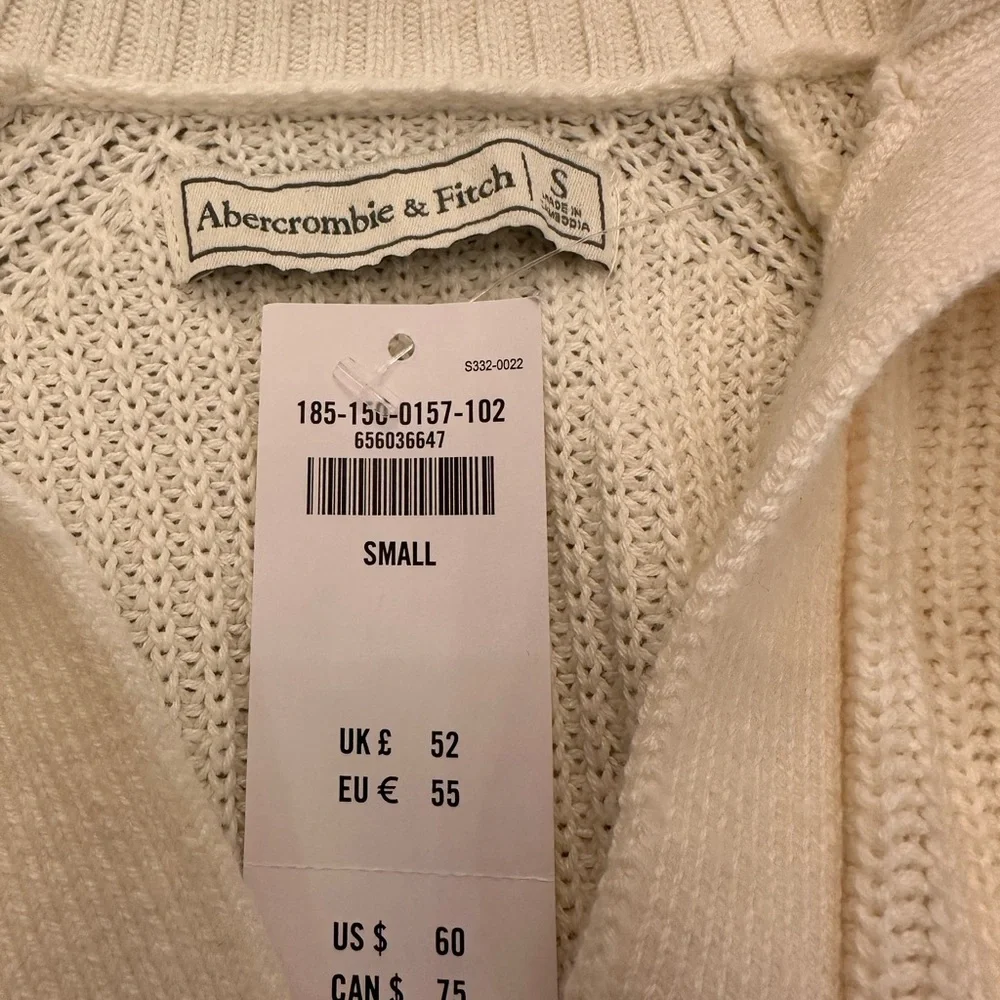 Abercrombie & Fitch
S
MADE IN
CAMBODIA
S332-0022
185-150-0157-102
656036647
SMALL
UK £ 52
EU € 55
US $ 60
CAN $ 75